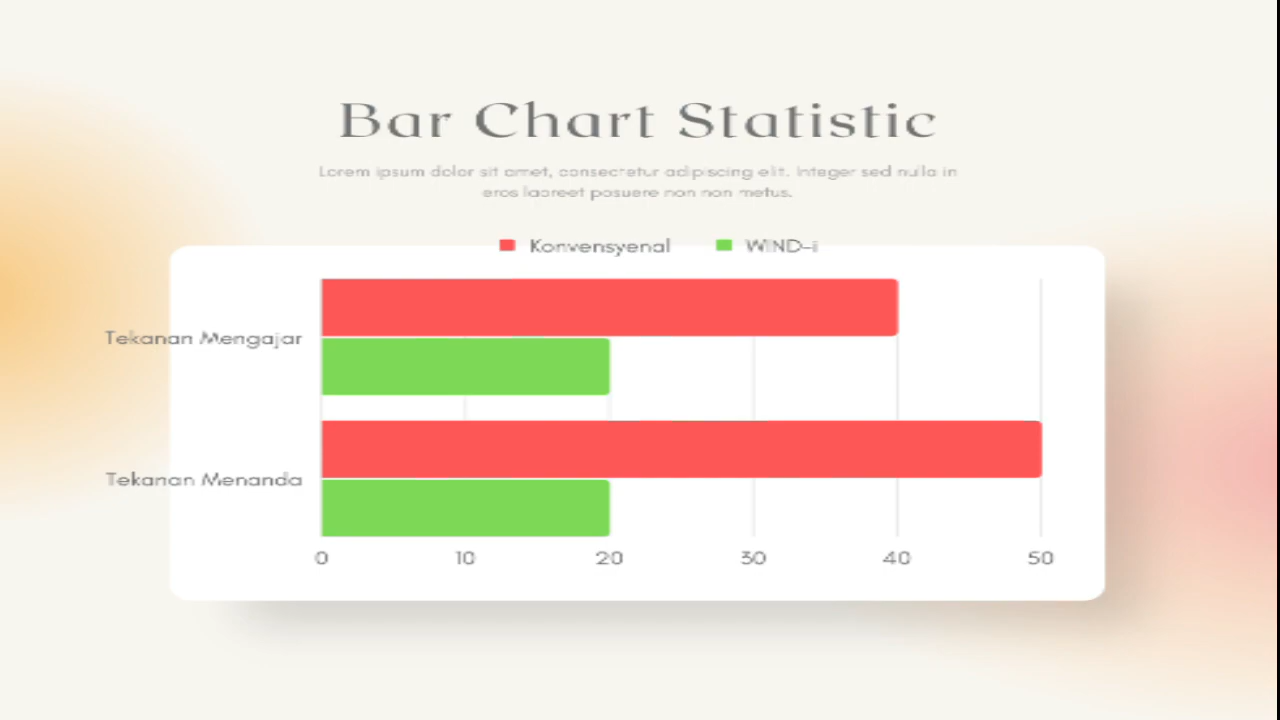 Bar Chart Statistic
Lorem ipsum dolor sit amet, consectetur adipiscing elit. Integer sed nulla in
eros laoreet posuere non non metus.
Konvensyenal WIND-i
Tekanan Mengajar
Tekanan Menanda
0 10 20 30 40 50